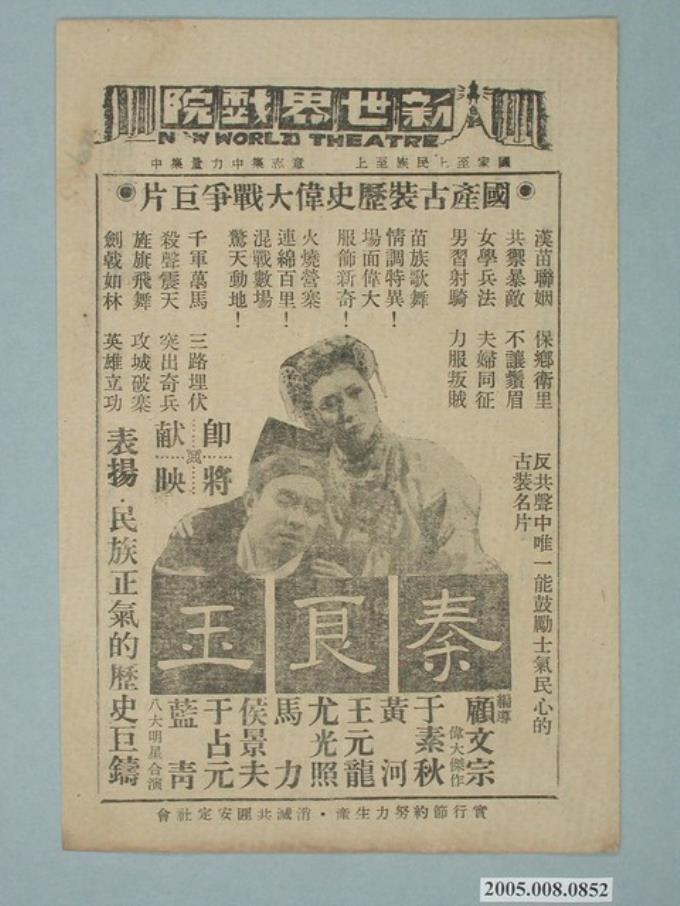 新世界戲院
NEW WORLD THEATRE
國家至上民族至上　意志集中力量集中
國產古裝歷史偉大戰爭巨片
漢苗聯姻　保鄉衛里
共禦暴敵　不讓鬚眉
女學兵法　夫婦同征
男習射騎　力服叛賊
苗族歌舞
情調特異！
場面偉大
服飾新奇！
火燒營寨
連綿百里！
混戰數場
驚天動地！
千軍萬馬　三路埋伏
殺聲震天　突出奇兵
旌旗飛舞　攻城破寨
劍戟如林　英雄立功
反共聲中唯一能鼓勵士氣民心的
古裝名片
即將
献映
表揚·民族正氣的歷史巨鑄
秦良玉
編導
顧文宗
偉大傑作
于素秋
黃河
王元龍
尤光照
馬力
侯景夫
于占元
藍靑
八大明星合演
實行節約努力生產·消滅共匪安定社會
2005.008.0852